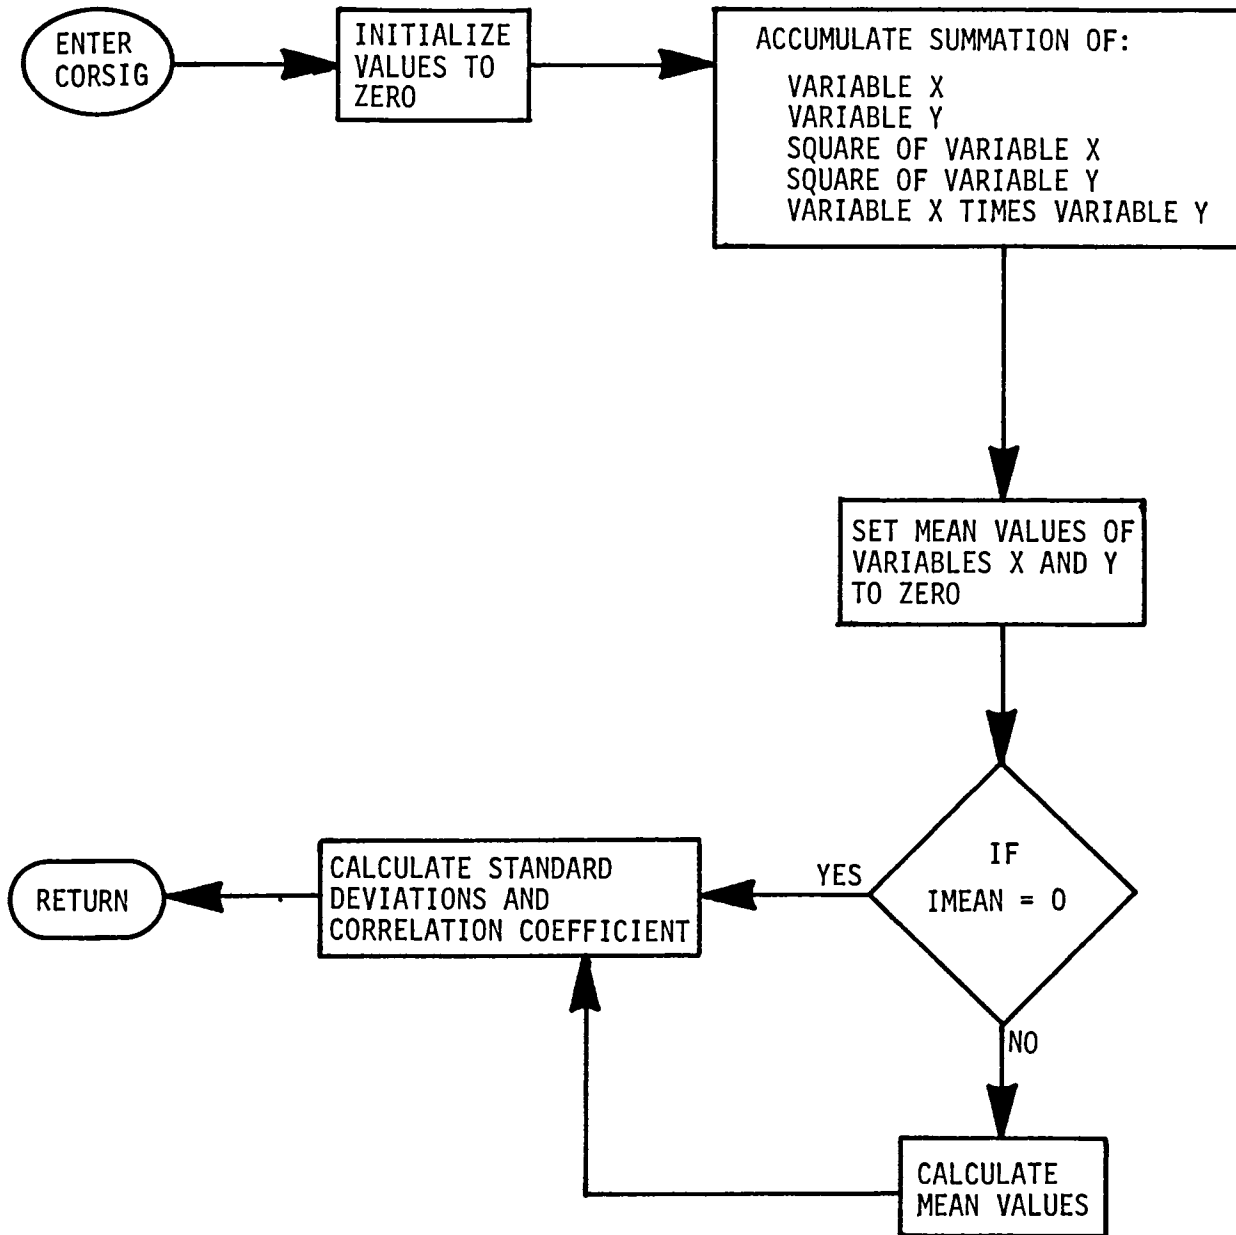 ENTER
CORSIG
INITIALIZE
VALUES TO
ZERO
ACCUMULATE SUMMATION OF:
VARIABLE X
VARIABLE Y
SQUARE OF VARIABLE X
SQUARE OF VARIABLE Y
VARIABLE X TIMES VARIABLE Y
SET MEAN VALUES OF
VARIABLES X AND Y
TO ZERO
IF
IMEAN = 0
YES
CALCULATE STANDARD
DEVIATIONS AND
CORRELATION COEFFICIENT
RETURN
NO
CALCULATE
MEAN VALUES